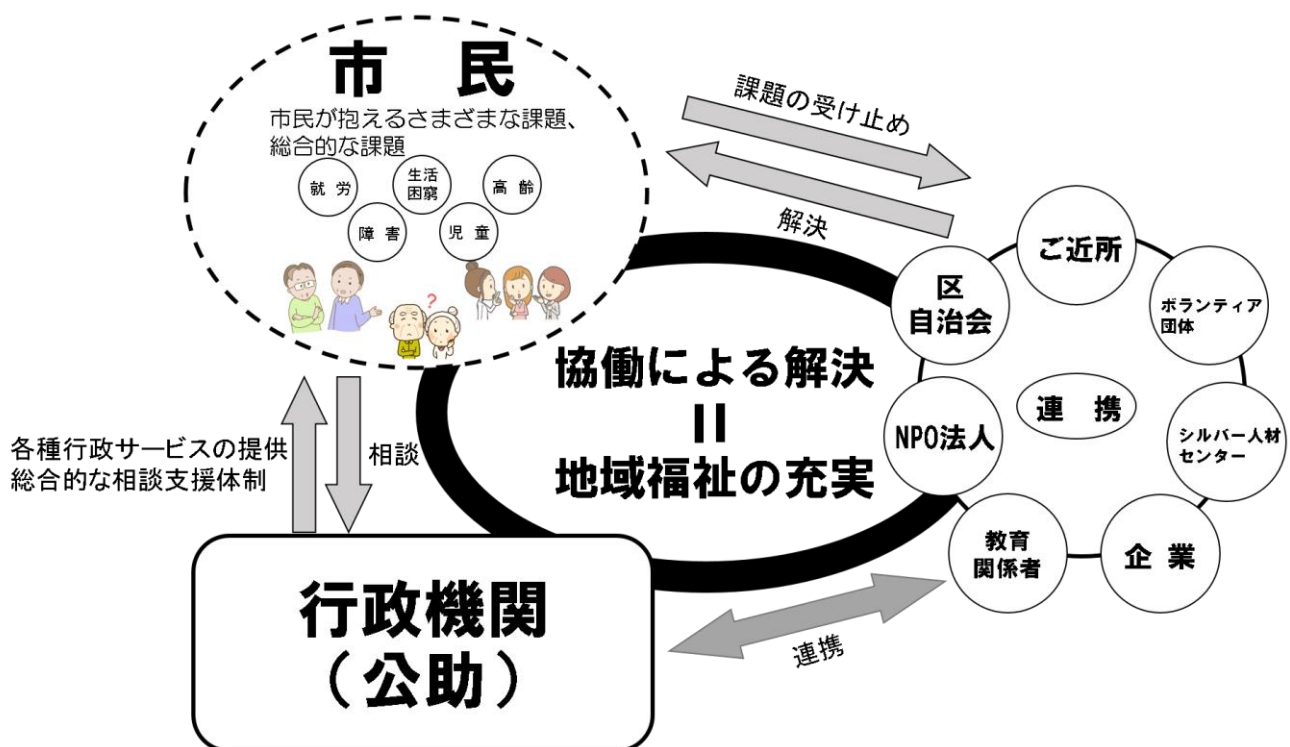 市 民
市民が抱えるさまざまな課題、
総合的な課題
就 労
生活
困窮
高 齢
障 害
児 童
?
課題の受け止め
解決
ご近所
区
自治会
ボランティア
団体
連 携
NPO法人
シルバー人材
センター
教育
関係者
企 業
協働による解決
=
地域福祉の充実
各種行政サービスの提供
総合的な相談支援体制
相談
行政機関
(公助)
連携